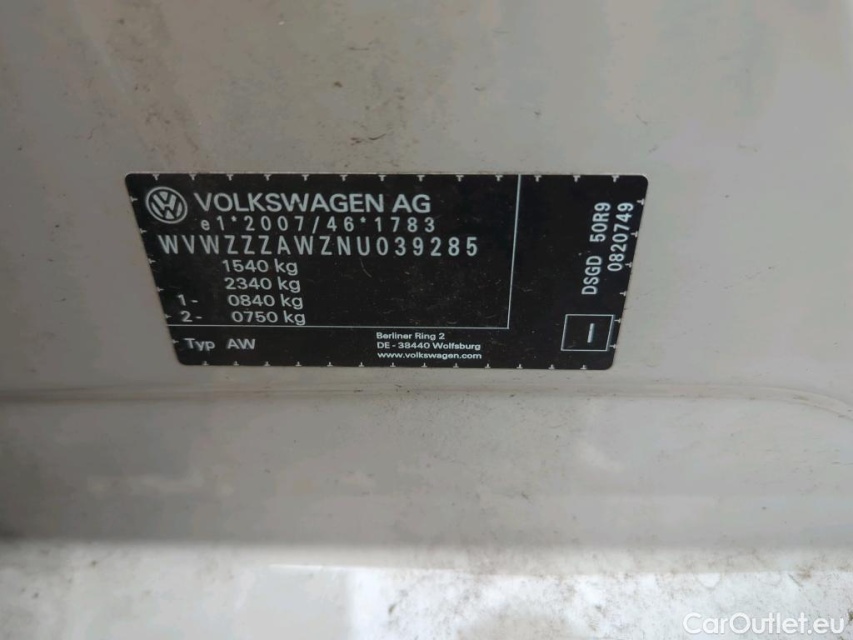 VOLKSWAGEN AG
e1*2007/46*1783
WVWZZZAWZNU039285
1540 kg
2340 kg
1- 0840 kg
2- 0750 kg
Typ AW
Berliner Ring 2
DE - 38440 Wolfsburg
www.volkswagen.com
DSGD 50R9
0820749
I
CarOutlet.eu